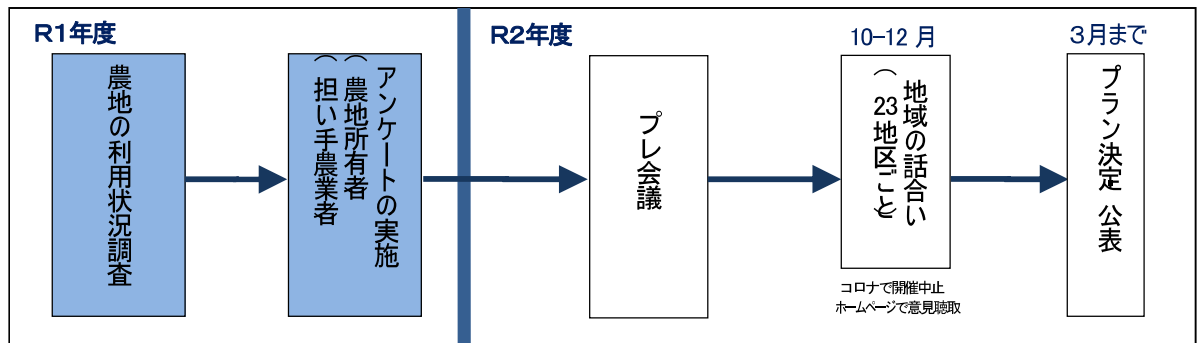 R1年度
農地の利用状況調査
アンケートの実施
(農地所有者
(担い手農業者
R2年度
プレ会議
10-12 月
地域の話合い
(23地区ごと)
コロナで開催中止
ホームページで意見聴取
３月まで
プラン決定・公表